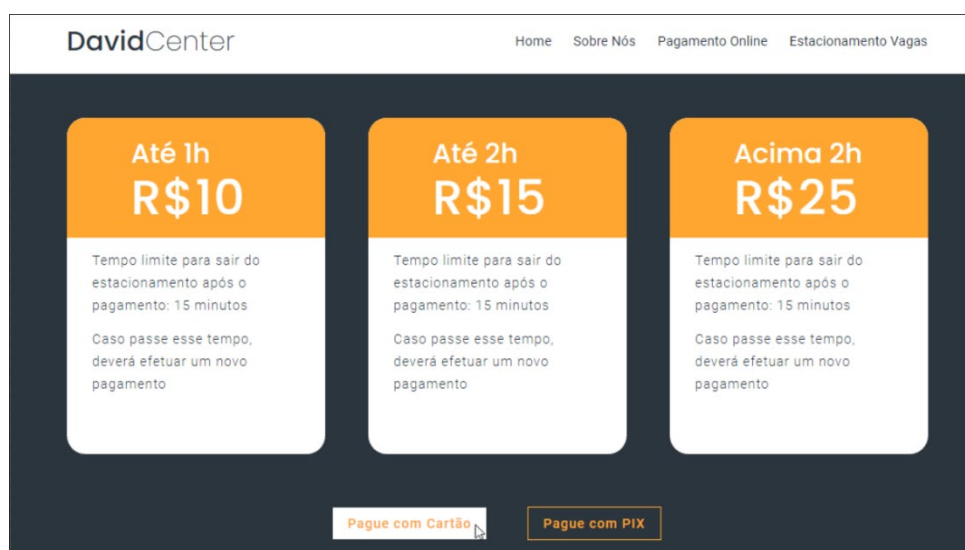 DavidCenter
Home Sobre Nós Pagamento Online Estacionamento Vagas
Até 1h
R$10
Tempo limite para sair do
estacionamento após o
pagamento: 15 minutos
Caso passe esse tempo,
deverá efetuar um novo
pagamento
Até 2h
R$15
Tempo limite para sair do
estacionamento após o
pagamento: 15 minutos
Caso passe esse tempo,
deverá efetuar um novo
pagamento
Acima 2h
R$25
Tempo limite para sair do
estacionamento após o
pagamento: 15 minutos
Caso passe esse tempo,
deverá efetuar um novo
pagamento
Pague com Cartão
Pague com PIX